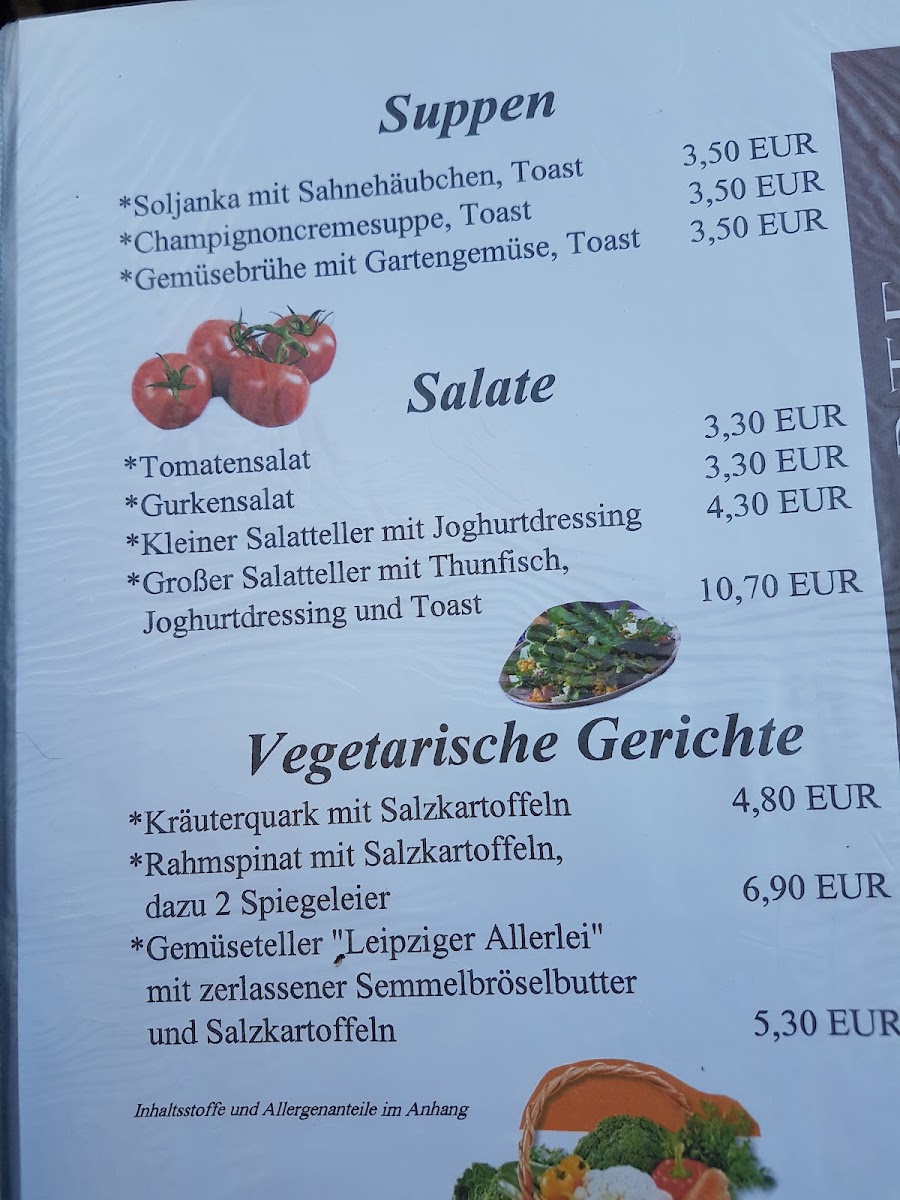 Suppen
*Soljanka mit Sahnehäubchen, Toast 3,50 EUR
*Champignoncremesuppe, Toast 3,50 EUR
*Gemüsebrühe mit Gartengemüse, Toast 3,50 EUR
Salate
*Tomatensalat 3,30 EUR
*Gurkensalat 3,30 EUR
*Kleiner Salatteller mit Joghurtdressing 4,30 EUR
*Großer Salatteller mit Thunfisch,
Joghurtdressing und Toast 10,70 EUR
Vegetarische Gerichte
*Kräuterquark mit Salzkartoffeln 4,80 EUR
*Rahmspinat mit Salzkartoffeln,
dazu 2 Spiegeleier 6,90 EUR
*Gemüseteller "Leipziger Allerlei"
mit zerlassener Semmelbröselbutter
und Salzkartoffeln 5,30 EUR
Inhaltsstoffe und Allergenanteile im Anhang